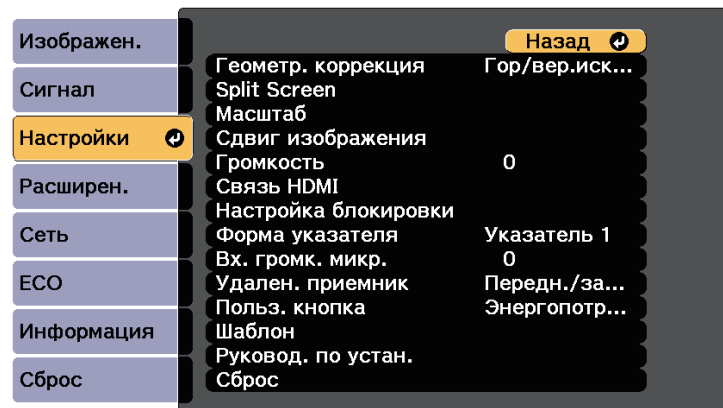 Изображен.
Сигнал
Настройки
Расширен.
Сеть
ECO
Информация
Сброс
Назад
Геометр. коррекция Гор/вер.иск...
Split Screen
Масштаб
Сдвиг изображения
Громкость 0
Связь HDMI
Настройка блокировки
Форма указателя Указатель 1
Вх. громк. микр. 0
Удален. приемник Передн./за...
Польз. кнопка Энергопотр...
Шаблон
Руковод. по устан.
Сброс